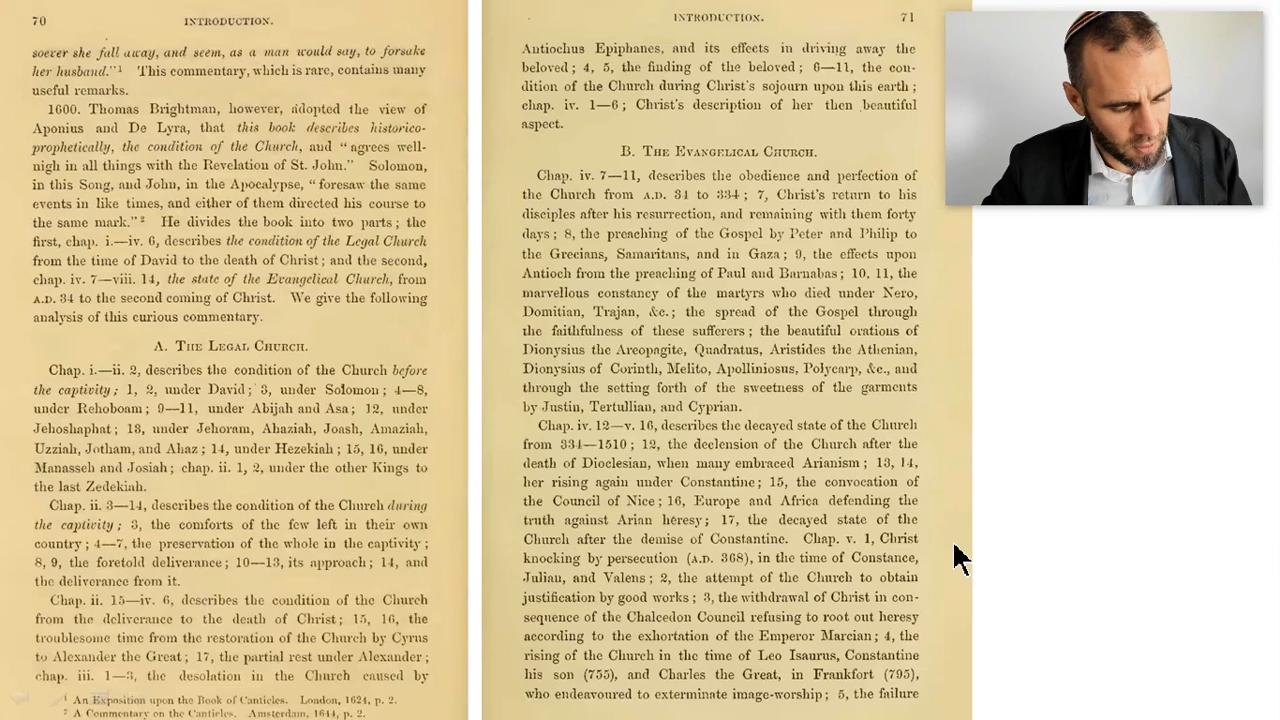 70
INTRODUCTION.
soever she fall away, and seem, as a man would say, to forsake
her husband."¹ This commentary, which is rare, contains many
useful remarks.
1600. Thomas Brightman, however, adopted the view of
Aponius and De Lyra, that this book describes historico-
prophetically, the condition of the Church, and “ agrees well-
nigh in all things with the Revelation of St. John.” Solomon,
in this Song, and John, in the Apocalypse, “ foresaw the same
events in like times, and either of them directed his course to
the same mark.” ² He divides the book into two parts ; the
first, chap. i.—iv. 6, describes the condition of the Legal Church
from the time of David to the death of Christ ; and the second,
chap. iv. 7—viii. 14, the state of the Evangelical Church, from
A.D. 34 to the second coming of Christ. We give the following
analysis of this curious commentary.
A. The Legal Church.
Chap. i.—ii. 2, describes the condition of the Church before
the captivity ; 1, 2, under David ; 3, under Solomon ; 4—8,
under Rehoboam ; 9—11, under Abijah and Asa ; 12, under
Jehoshaphat ; 13, under Jehoram, Ahaziah, Joash, Amaziah,
Uzziah, Jotham, and Ahaz ; 14, under Hezekiah ; 15, 16, under
Manasseh and Josiah ; chap. ii. 1, 2, under the other Kings to
the last Zedekiah.
Chap. ii. 3—14, describes the condition of the Church during
the captivity ; 3, the comforts of the few left in their own
country ; 4—7, the preservation of the whole in the captivity ;
8, 9, the foretold deliverance ; 10—13, its approach ; 14, and
the deliverance from it.
Chap. ii. 15—iv. 6, describes the condition of the Church
from the deliverance to the death of Christ ; 15, 16, the
troublesome time from the restoration of the Church by Cyrus
to Alexander the Great ; 17, the partial rest under Alexander ;
chap. iii. 1—3, the desolation in the Church caused by
¹ An Exposition upon the Book of Canticles. London, 1624, p. 2.
² A Commentary on the Canticles. Amsterdam, 1644, p. 2.
INTRODUCTION.
71
Antiochus Epiphanes, and its effects in driving away the
beloved ; 4, 5, the finding of the beloved ; 6—11, the con-
dition of the Church during Christ's sojourn upon this earth ;
chap. iv. 1—6 ; Christ's description of her then beautiful
aspect.
B. The Evangelical Church.
Chap. iv. 7—11, describes the obedience and perfection of
the Church from A.D. 34 to 334 ; 7, Christ's return to his
disciples after his resurrection, and remaining with them forty
days ; 8, the preaching of the Gospel by Peter and Philip to
the Grecians, Samaritans, and in Gaza ; 9, the effects upon
Antioch from the preaching of Paul and Barnabas ; 10, 11, the
marvellous constancy of the martyrs who died under Nero,
Domitian, Trajan, &c. ; the spread of the Gospel through
the faithfulness of these sufferers ; the beautiful orations of
Dionysius the Areopagite, Quadratus, Aristides the Athenian,
Dionysius of Corinth, Melito, Apolliniosus, Polycarp, &c., and
through the setting forth of the sweetness of the garments
by Justin, Tertullian, and Cyprian.
Chap. iv. 12—v. 16, describes the decayed state of the Church
from 334—1510 ; 12, the declension of the Church after the
death of Dioclesian, when many embraced Arianism ; 13, 14,
her rising again under Constantine ; 15, the convocation of
the Council of Nice ; 16, Europe and Africa defending the
truth against Arian heresy ; 17, the decayed state of the
Church after the demise of Constantine. Chap. v. 1, Christ
knocking by persecution (A.D. 368), in the time of Constance,
Julian, and Valens ; 2, the attempt of the Church to obtain
justification by good works ; 3, the withdrawal of Christ in con-
sequence of the Chalcedon Council refusing to root out heresy
according to the exhortation of the Emperor Marcian ; 4, the
rising of the Church in the time of Leo Isaurus, Constantine
his son (755), and Charles the Great, in Frankfort (795),
who endeavoured to exterminate image-worship ; 5, the failure